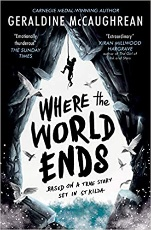 CARNEGIE MEDAL-WINNING AUTHOR
GERALDINE McCAUGHREAN
"Emotionally
thunderous"
THE SUNDAY
TIMES
"Extraordinary"
KIRAN MILLWOOD
HARGRAVE
WHERE THE
WORLD
ENDS
BASED ON A TRUE STORY
SET IN ST KILDA